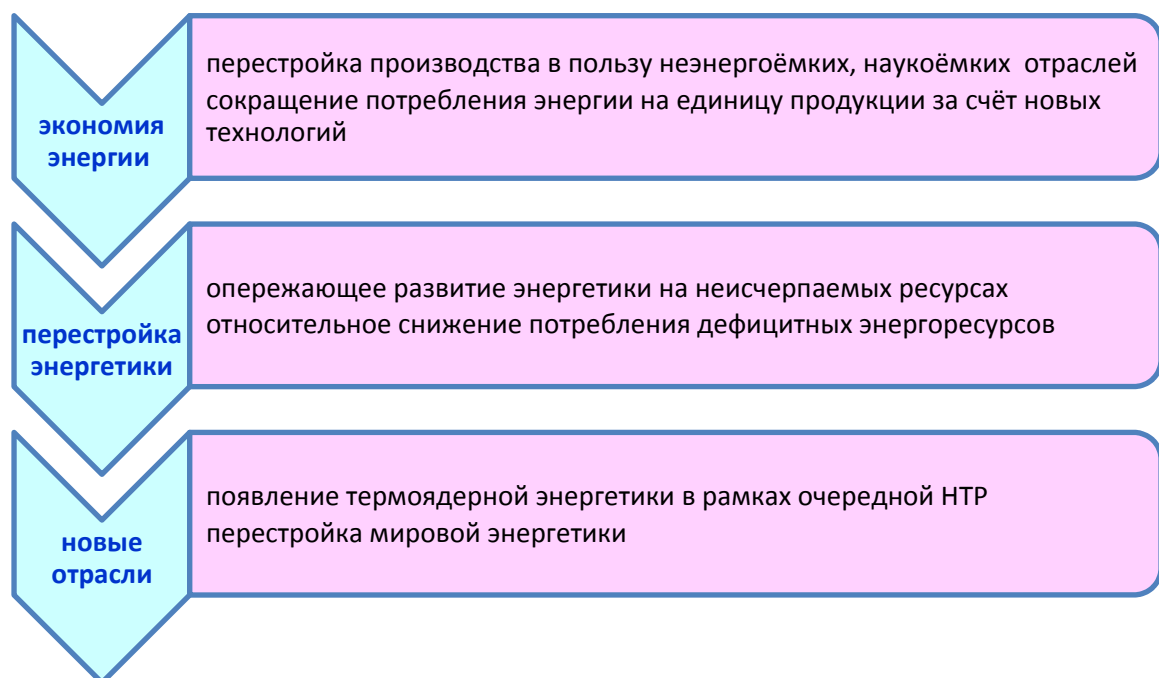 экономия
энергии
перестройка производства в пользу неэнергоёмких, наукоёмких отраслей
сокращение потребления энергии на единицу продукции за счёт новых
технологий
перестройка
энергетики
опережающее развитие энергетики на неисчерпаемых ресурсах
относительное снижение потребления дефицитных энергоресурсов
новые
отрасли
появление термоядерной энергетики в рамках очередной НТР
перестройка мировой энергетики